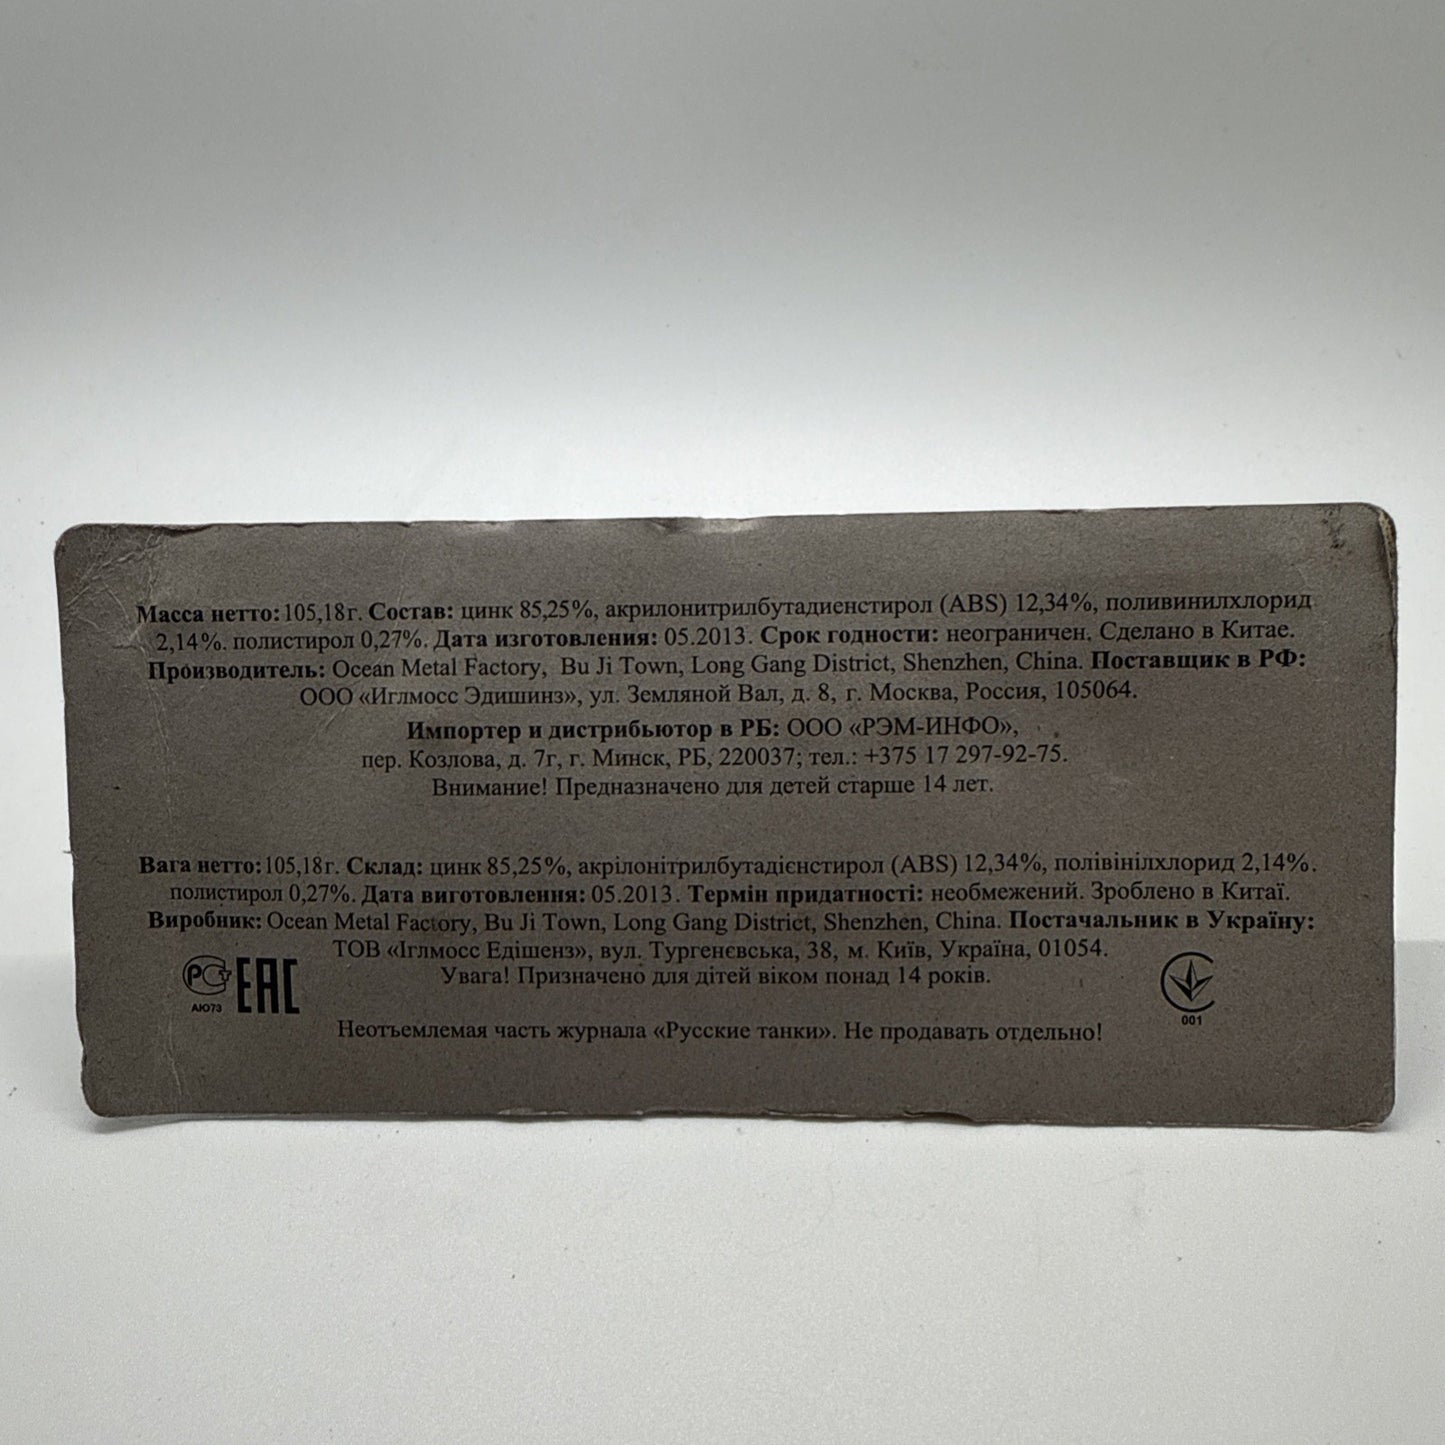 Масса нетто: 105,18г. Состав: цинк 85,25%, акрилонитрилбутадиенстирол (ABS) 12,34%, поливинилхлорид
2,14%. полистирол 0,27%. Дата изготовления: 05.2013. Срок годности: неограничен. Сделано в Китае.
Производитель: Ocean Metal Factory, Bu Ji Town, Long Gang District, Shenzhen, China. Поставщик в РФ:
ООО «Иглмосс Эдишинз», ул. Земляной Вал, д. 8, г. Москва, Россия, 105064.
Импортер и дистрибьютор в РБ: ООО «РЭМ-ИНФО»,
пер. Козлова, д. 7г, г. Минск, РБ, 220037; тел.: +375 17 297-92-75.
Внимание! Предназначено для детей старше 14 лет.
Вага нетто: 105,18г. Склад: цинк 85,25%, акрілонітрилбутадієнстирол (ABS) 12,34%, полівінілхлорид 2,14%.
полистирол 0,27%. Дата виготовлення: 05.2013. Термін придатності: необмежений. Зроблено в Китаї.
Виробник: Ocean Metal Factory, Bu Ji Town, Long Gang District, Shenzhen, China. Постачальник в Україну:
ТОВ «Іглмосс Едішенз», вул. Тургенєвська, 38, м. Київ, Україна, 01054.
Увага! Призначено для дітей віком понад 14 років.
РСТ EAC
АЮ73
001
Неотъемлемая часть журнала «Русские танки». Не продавать отдельно!